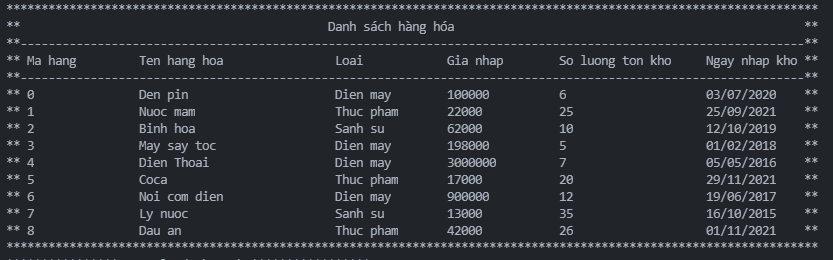 ********************************************************************************************************************
**                                            Danh sách hàng hóa                                                  **
**----------------------------------------------------------------------------------------------------------------**
** Ma hang         Ten hang hoa                Loai            Gia nhap        So luong ton kho     Ngay nhap kho **
**----------------------------------------------------------------------------------------------------------------**
** 0               Den pin                     Dien may        100000          6                    03/07/2020    **
** 1               Nuoc mam                    Thuc pham       22000           25                   25/09/2021    **
** 2               Binh hoa                    Sanh su         62000           10                   12/10/2019    **
** 3               May say toc                 Dien may        198000          5                    01/02/2018    **
** 4               Dien Thoai                  Dien may        3000000         7                    05/05/2016    **
** 5               Coca                        Thuc pham       17000           20                   29/11/2021    **
** 6               Noi com dien                Dien may        900000          12                   19/06/2017    **
** 7               Ly nuoc                     Sanh su         13000           35                   16/10/2015    **
** 8               Dau an                      Thuc pham       42000           26                   01/11/2021    **
********************************************************************************************************************